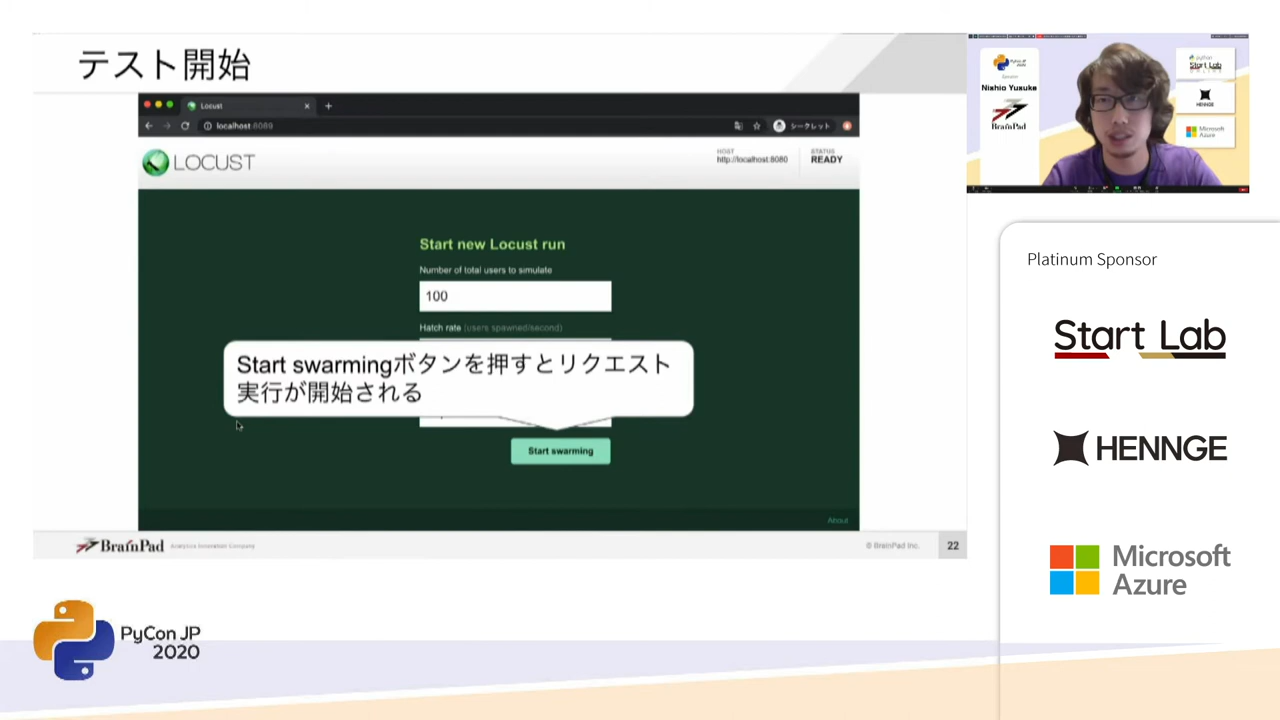 テスト開始
Locust
localhost:8089
シークレット
LOCUST
HOST
http://localhost:8080
STATUS
READY
Start new Locust run
Number of total users to simulate
100
Hatch rate (users spawned/second)
Start swarmingボタンを押すとリクエスト
実行が開始される
Start swarming
About
BrainPad
Analytics Innovation Company
© BrainPad Inc.
22
Nishio Yusuke
BrainPad
python
Start Lab
HENNGE
Microsoft
Azure
Platinum Sponsor
Start Lab
HENNGE
Microsoft
Azure
PyCon JP
2020